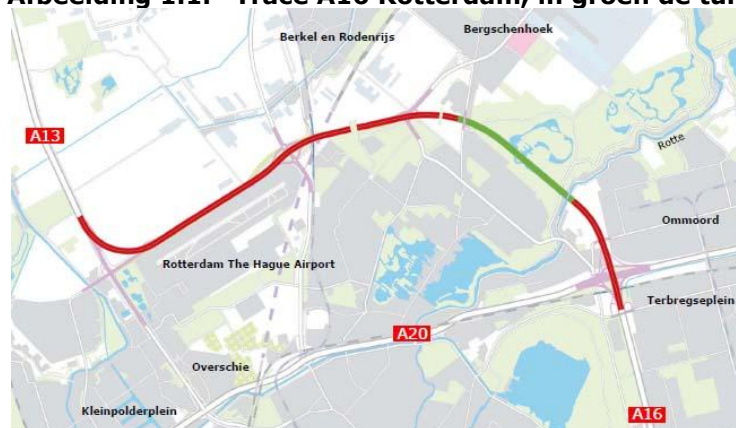 Afbeelding 1.1: Tracé A16 Rotterdam, in groen de tun
Berkel en Rodenrijs
Bergschenhoek
A13
Rotte
Ommoord
Rotterdam The Hague Airport
Terbregseplein
A20
Overschie
Kleinpolderplein
A16